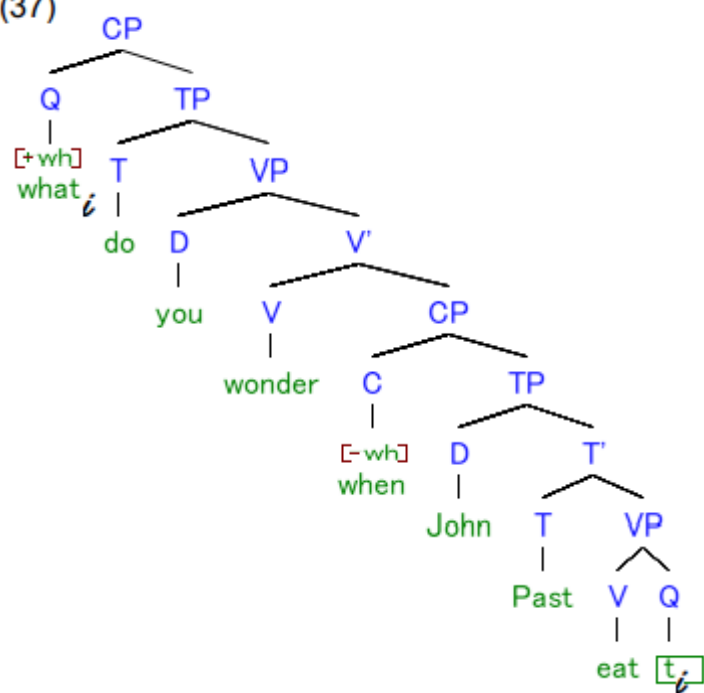 (37)
CP
Q TP
[+wh] T VP
what i
do D V'
you V CP
wonder C TP
[-wh] D T'
when
John T VP
Past V Q
eat t i